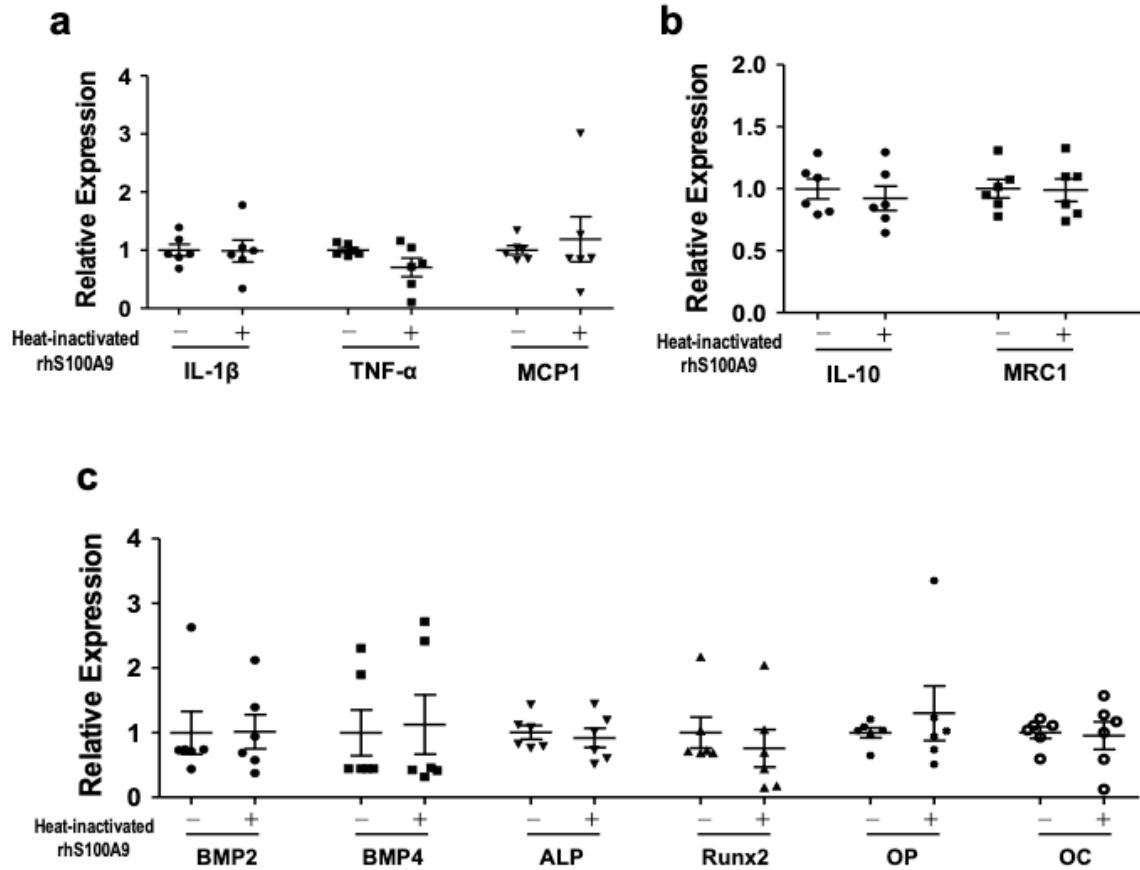 a
4
3
2
1
0
Relative Expression
Heat-inactivated
rhS100A9
− + − + − +
IL-1β TNF-α MCP1
b
2.0
1.5
1.0
0.5
0.0
Relative Expression
Heat-inactivated
rhS100A9
− + − +
IL-10 MRC1
c
4
3
2
1
0
Relative Expression
Heat-inactivated
rhS100A9
− + − + − + − + − + − +
BMP2 BMP4 ALP Runx2 OP OC